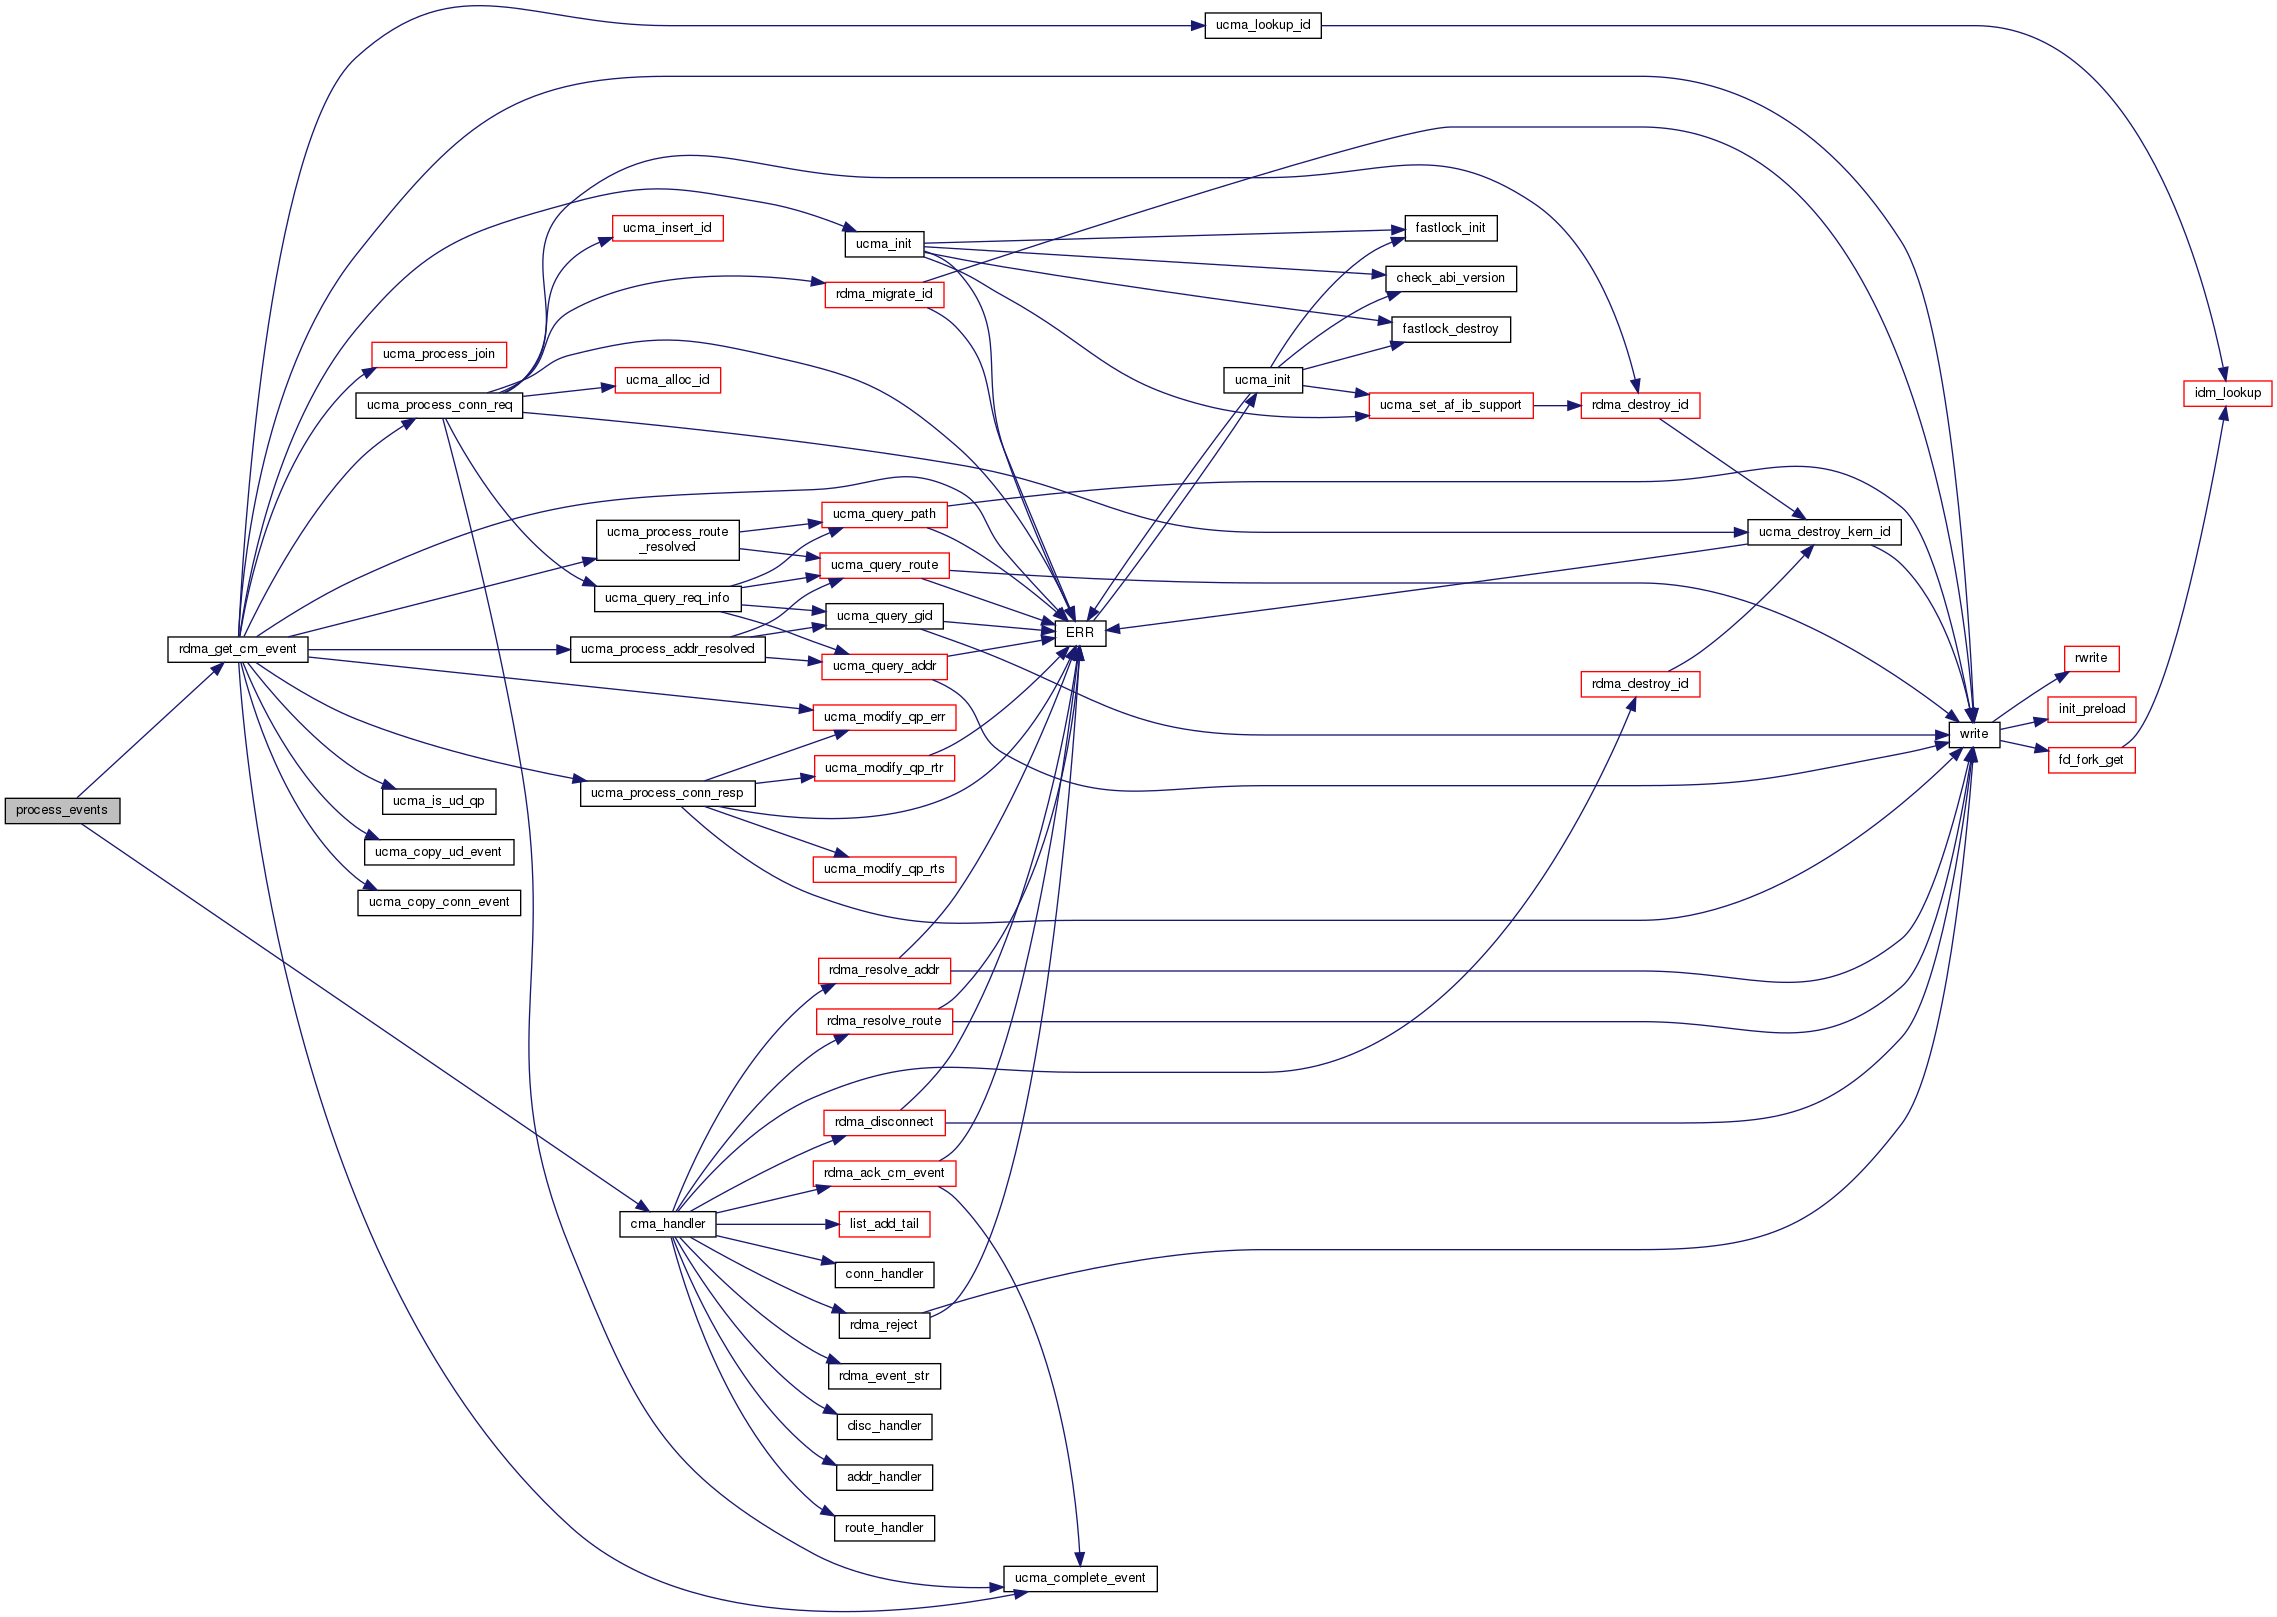 process_events
rdma_get_cm_event
ucma_process_join
ucma_process_conn_req
ucma_is_ud_qp
ucma_copy_ud_event
ucma_copy_conn_event
ucma_insert_id
ucma_alloc_id
ucma_process_route
_resolved
ucma_query_req_info
ucma_process_addr_resolved
ucma_process_conn_resp
cma_handler
ucma_init
rdma_migrate_id
ucma_query_path
ucma_query_route
ucma_query_gid
ucma_query_addr
ucma_modify_qp_err
ucma_modify_qp_rtr
ucma_modify_qp_rts
rdma_resolve_addr
rdma_resolve_route
rdma_disconnect
rdma_ack_cm_event
list_add_tail
conn_handler
rdma_reject
rdma_event_str
disc_handler
addr_handler
route_handler
ERR
ucma_complete_event
ucma_lookup_id
ucma_init
fastlock_init
check_abi_version
fastlock_destroy
ucma_set_af_ib_support
rdma_destroy_id
rdma_destroy_id
ucma_destroy_kern_id
write
rwrite
init_preload
fd_fork_get
idm_lookup